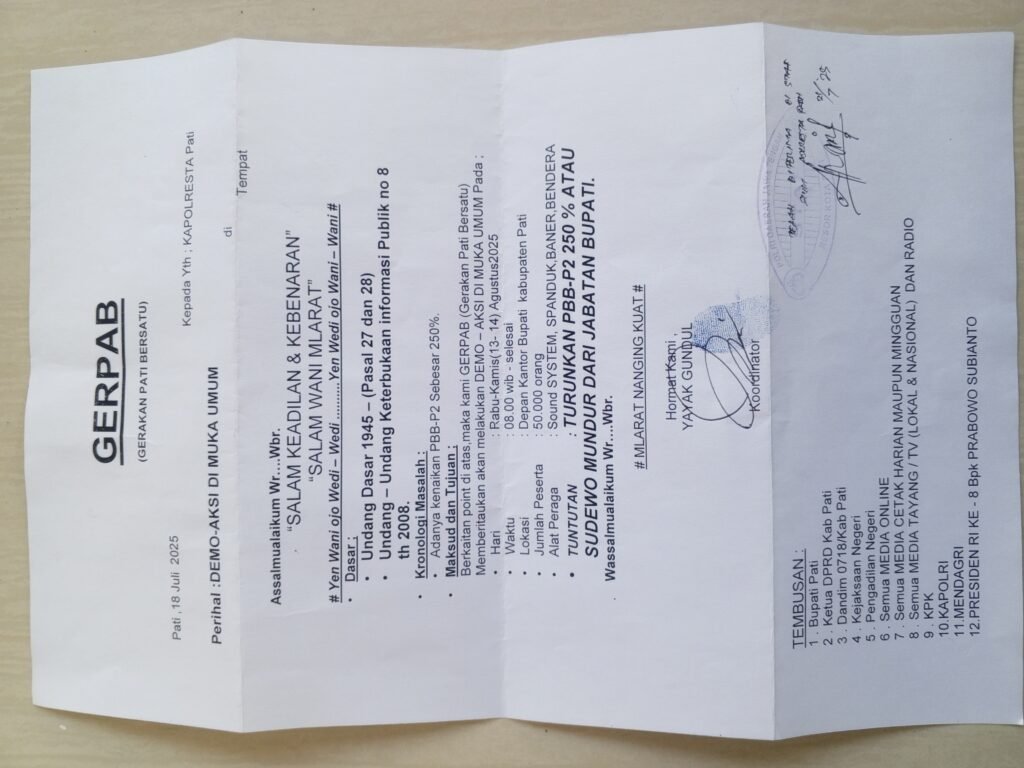 GERPAB
(GERAKAN PATI BERSATU)
Pati ,18 Juli 2025
Kepada Yth ; KAPOLRESTA Pati
Perihal :DEMO-AKSI DI MUKA UMUM
di
Tempat
Assalmualaikum Wr....Wbr.
“SALAM KEADILAN & KEBENARAN”
“SALAM WANI MLARAT”
# Yen Wani ojo Wedi – Wedi ............Yen Wedi ojo Wani – Wani #
• Dasar :
• Undang Dasar 1945 – (Pasal 27 dan 28)
• Undang – Undang Keterbukaan informasi Publik no 8
th 2008.
• Kronologi Masalah :
• Adanya kenaikan PBB-P2 Sebesar 250%.
• Maksud dan Tujuan :
Berkaitan point di atas,maka kami GERPAB (Gerakan Pati Bersatu)
Memberitaukan akan melakukan DEMO – AKSI DI MUKA UMUM Pada ;
• Hari : Rabu-Kamis(13- 14) Agustus2025
• Waktu : 08.00 wib - selesai
• Lokasi : Depan Kantor Bupati kabupaten Pati
• Jumlah Peserta : 50.000 orang
• Alat Peraga : Sound SYSTEM, SPANDUK,BANER,BENDERA
• TUNTUTAN : TURUNKAN PBB-P2 250 % ATAU
SUDEWO MUNDUR DARI JABATAN BUPATI.
Wassalmualaikum Wr....Wbr.
# MLARAT NANGING KUAT #
Hormat Kami ,
YAYAK GUNDUL
Koordinator
TELAH DITERIMA DI
2/7 25
TEMBUSAN :
1 . Bupati Pati
2 . Ketua DPRD Kab Pati
3 . Dandim 0718/Kab Pati
4 . Kejaksaan Negeri
5 . Pengadilan Negeri
6 . Semua MEDIA ONLINE
7 . Semua MEDIA CETAK HARIAN MAUPUN MINGGUAN
8 . Semua MEDIA TAYANG / TV (LOKAL & NASIONAL) DAN RADIO
9 . KPK
10.KAPOLRI
11.MENDAGRI
12.PRESIDEN RI KE - 8 Bpk PRABOWO SUBIANTO